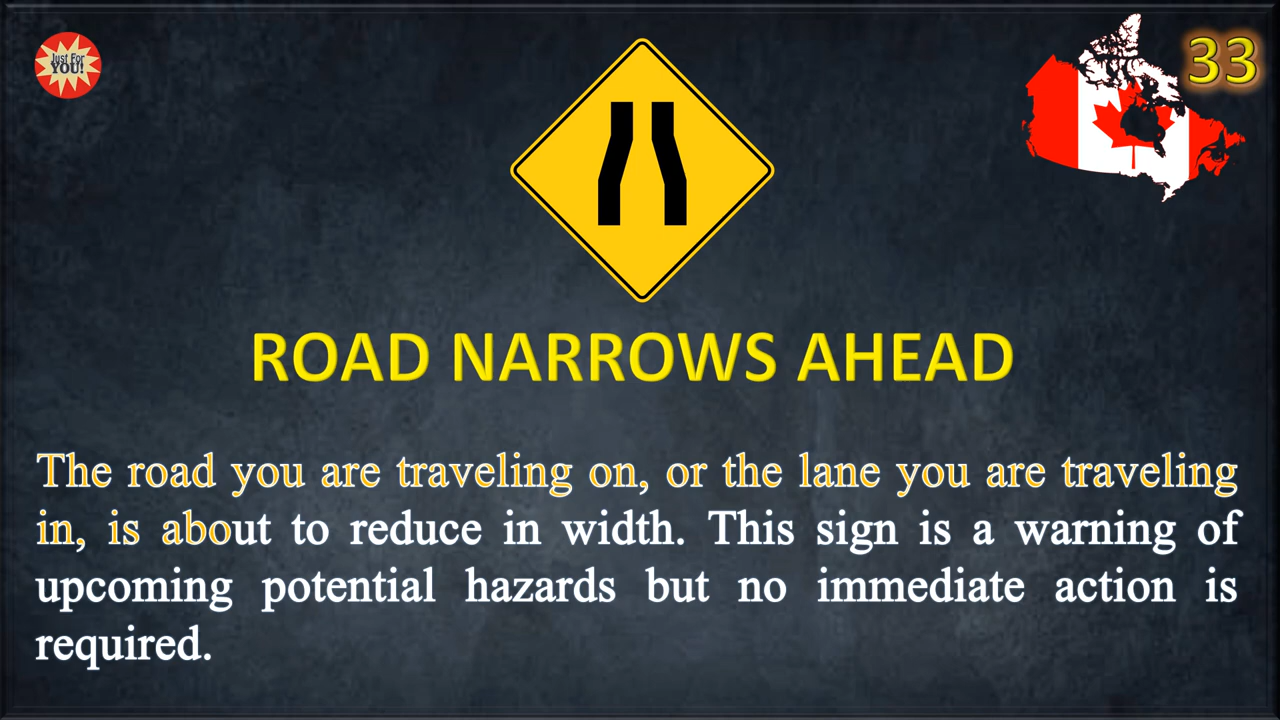 Just For
YOU!
33
ROAD NARROWS AHEAD
The road you are traveling on, or the lane you are traveling
in, is about to reduce in width. This sign is a warning of
upcoming potential hazards but no immediate action is
required.